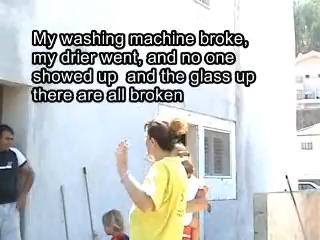 My washing machine broke,
my drier went, and no one
showed up and the glass up
there are all broken